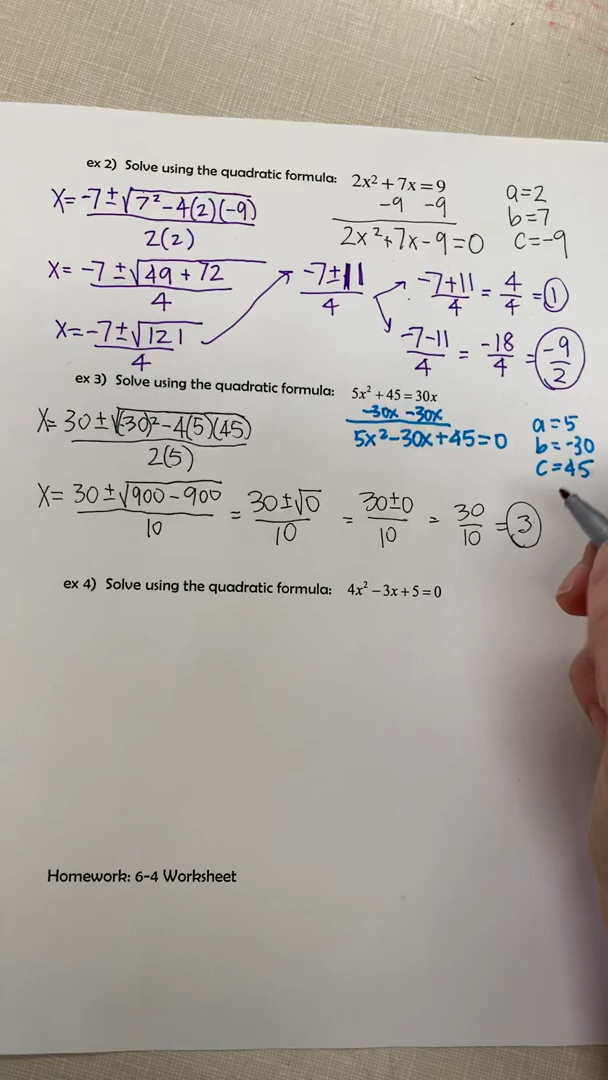 ex 2) Solve using the quadratic formula: 2x² + 7x = 9
-9 -9
2x² + 7x - 9 = 0
a = 2
b = 7
c = -9
x = -7 ± √7² - 4(2)(-9)
2(2)
x = -7 ± √49 + 72
4
x = -7 ± √121
4
-7 ± 11
4
-7 + 11 = 4 = 1
4 4
-7 - 11 = -18 = -9
4 4 2
ex 3) Solve using the quadratic formula: 5x² + 45 = 30x
-30x -30x
5x² - 30x + 45 = 0
a = 5
b = -30
c = 45
x = 30 ± √(-30)² - 4(5)(45)
2(5)
x = 30 ± √900 - 900 = 30 ± √0 = 30 ± 0 = 30 = 3
10 10 10 10
ex 4) Solve using the quadratic formula: 4x² - 3x + 5 = 0
Homework: 6-4 Worksheet